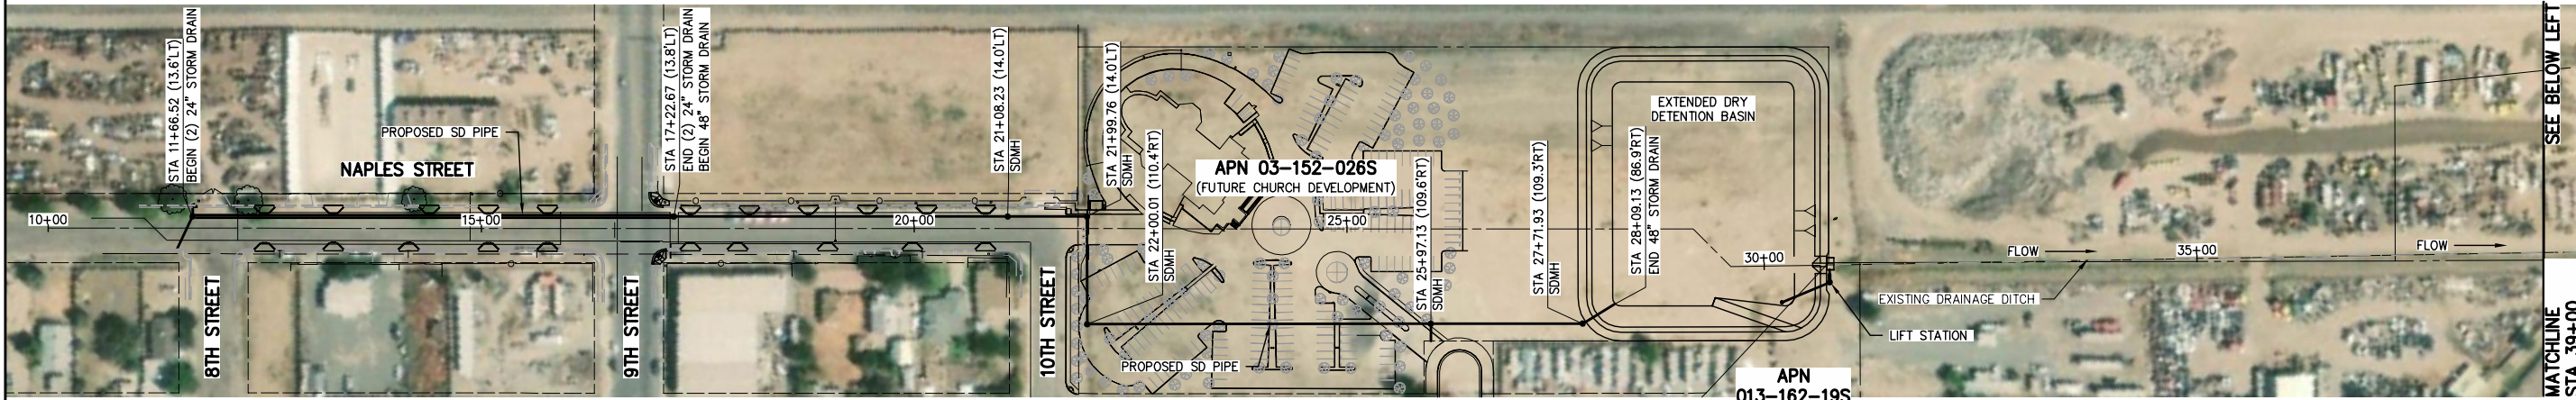 STA 11+66.52 (13.6'LT)
BEGIN (2) 24" STORM DRAIN
PROPOSED SD PIPE
NAPLES STREET
10+00
15+00
8TH STREET
STA 17+22.67 (13.8'LT)
END (2) 24" STORM DRAIN
BEGIN 48" STORM DRAIN
9TH STREET
20+00
STA 21+08.23 (14.0'LT)
SDMH
10TH STREET
STA 21+99.76 (14.0'LT)
SDMH
STA 22+00.01 (110.4'RT)
SDMH
APN 03-152-026S
(FUTURE CHURCH DEVELOPMENT)
25+00
PROPOSED SD PIPE
STA 25+97.13 (109.6'RT)
SDMH
STA 27+71.93 (109.3'RT)
SDMH
STA 28+09.13 (86.9'RT)
END 48" STORM DRAIN
EXTENDED DRY
DETENTION BASIN
30+00
APN
013-162-19S
LIFT STATION
EXISTING DRAINAGE DITCH
FLOW
35+00
FLOW
SEE BELOW LEFT
MATCHLINE
STA 39+00